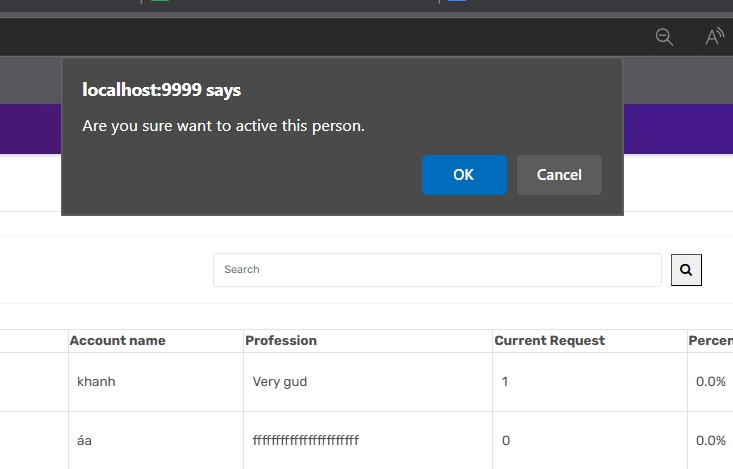 localhost:9999 says
Are you sure want to active this person.
OK Cancel
Search
Account name Profession Current Request Percen
khanh Very gud 1 0.0%
áa ffffffffffffffffffffff 0 0.0%